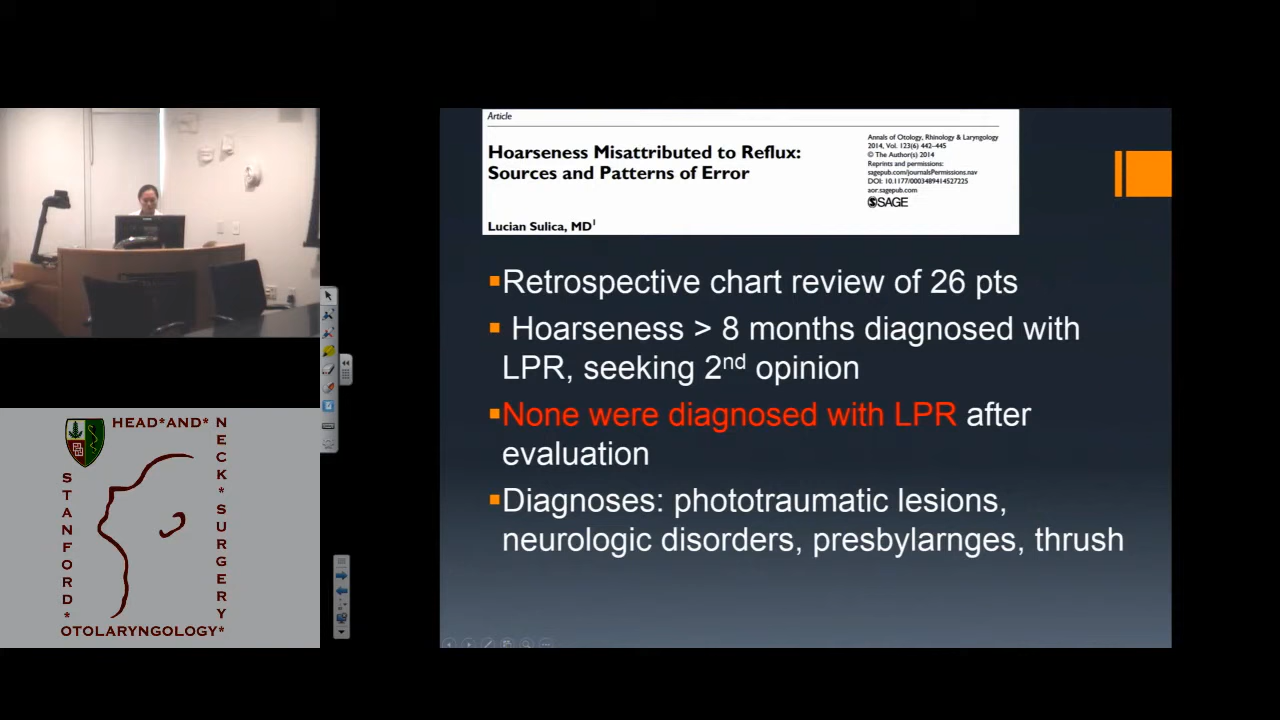 Article
Hoarseness Misattributed to Reflux:
Sources and Patterns of Error
Annals of Otology, Rhinology & Laryngology
2014, Vol. 123(6) 442–445
© The Author(s) 2014
Reprints and permissions:
sagepub.com/journalsPermissions.nav
DOI: 10.1177/0003489414527225
aor.sagepub.com
SAGE
Lucian Sulica, MD1
Retrospective chart review of 26 pts
Hoarseness > 8 months diagnosed with
LPR, seeking 2nd opinion
None were diagnosed with LPR after
evaluation
Diagnoses: phototraumatic lesions,
neurologic disorders, presbylarnges, thrush
HEAD*AND*
NECK*SURGERY*
STANFORD*
OTOLARYNGOLOGY*